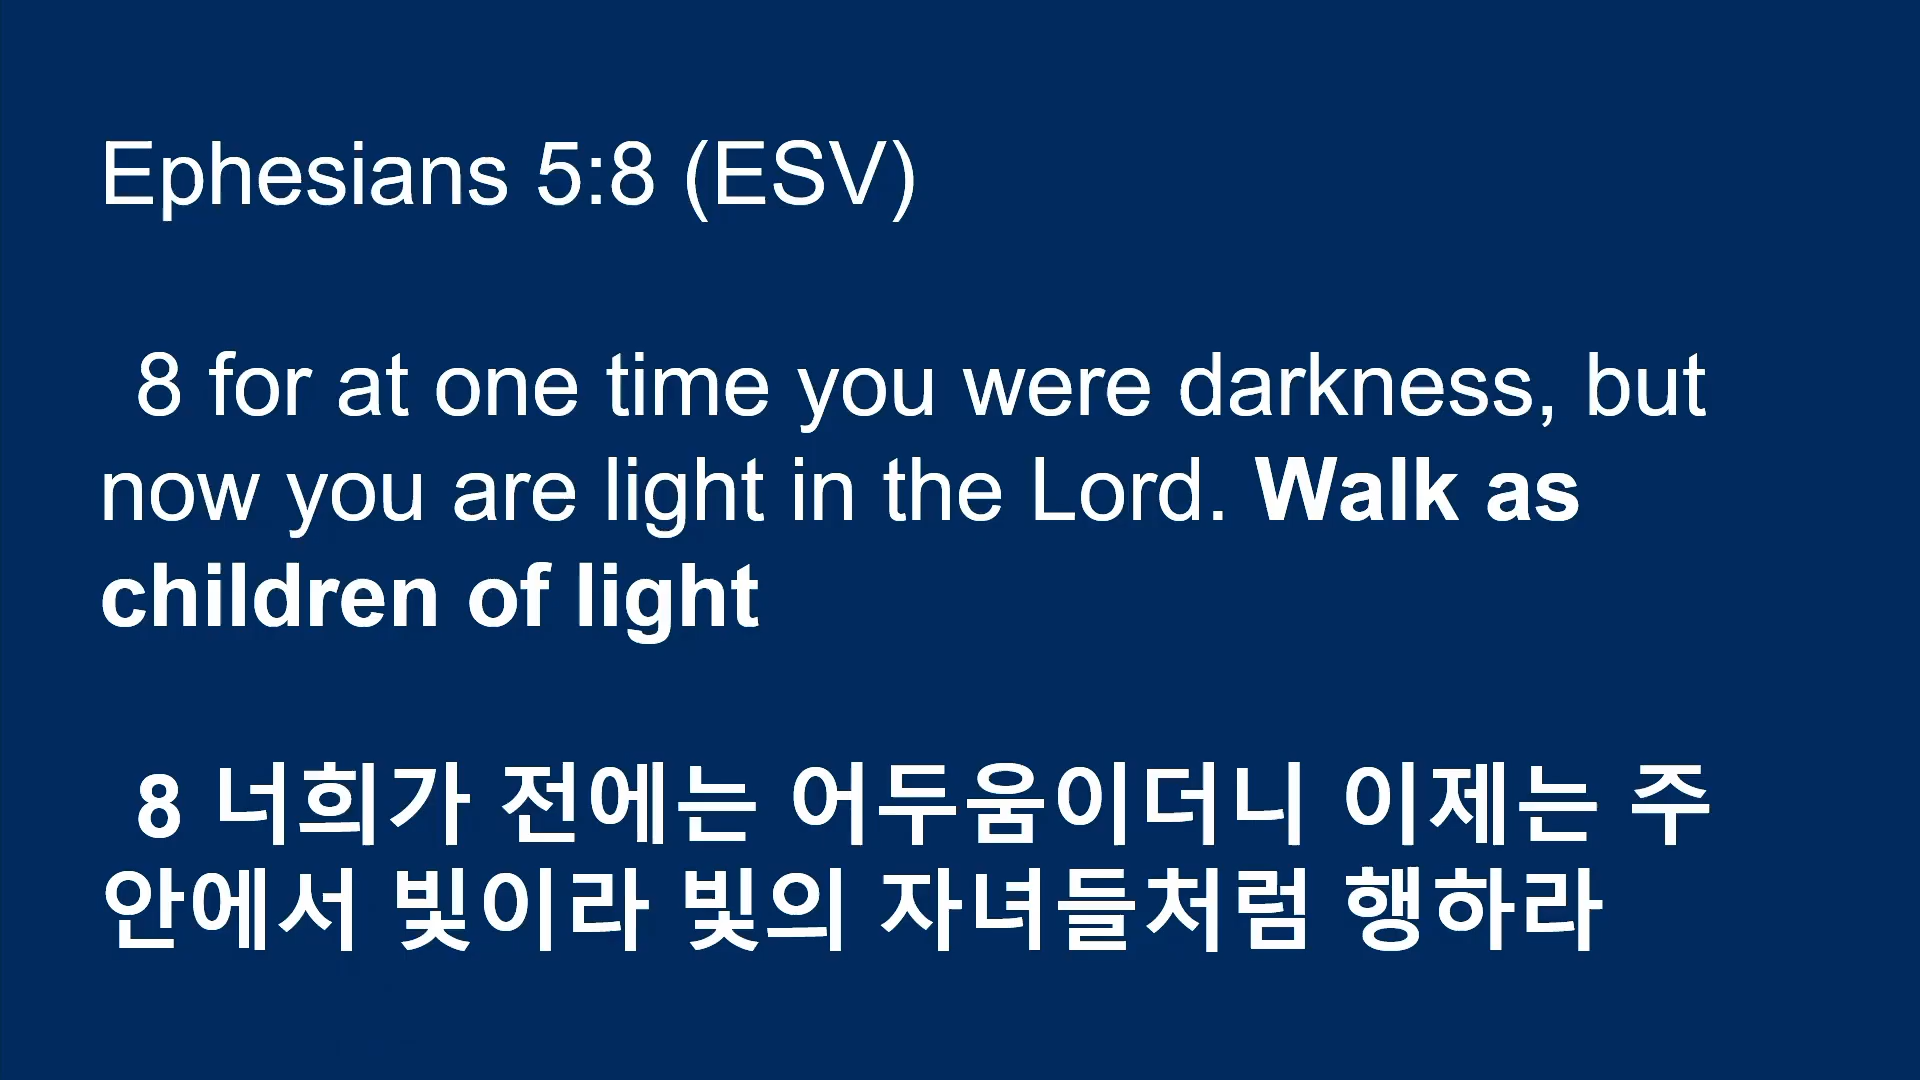 Ephesians 5:8 (ESV)
8 for at one time you were darkness, but
now you are light in the Lord. Walk as
children of light
8 너희가 전에는 어두움이더니 이제는 주
안에서 빛이라 빛의 자녀들처럼 행하라